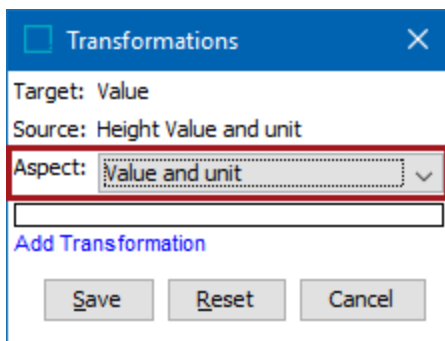 Transformations
Target: Value
Source: Height Value and unit
Aspect: Value and unit
Add Transformation
Save Reset Cancel